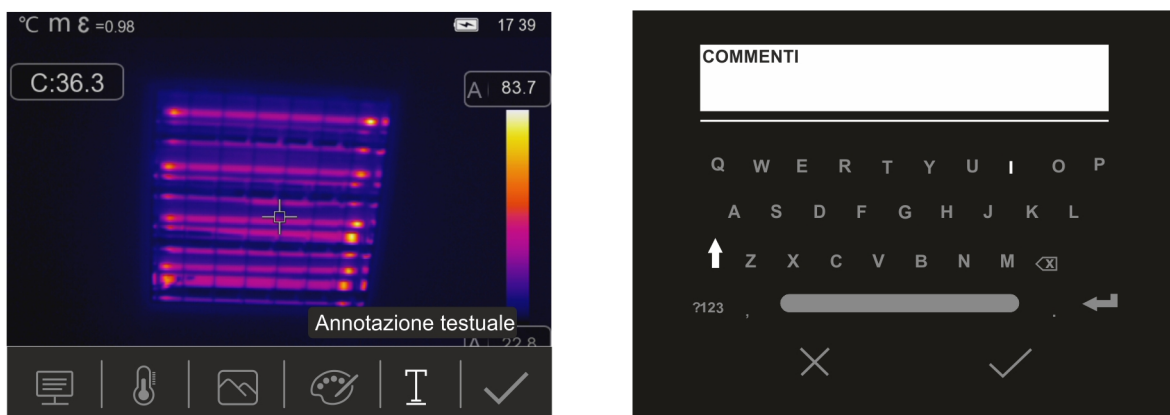 ℃ m ε =0.98
17 39
C:36.3
A 83.7
Annotazione testuale
A 22.8
T
COMMENTI
Q W E R T Y U I O P
A S D F G H J K L
Z X C V B N M
?123 , .